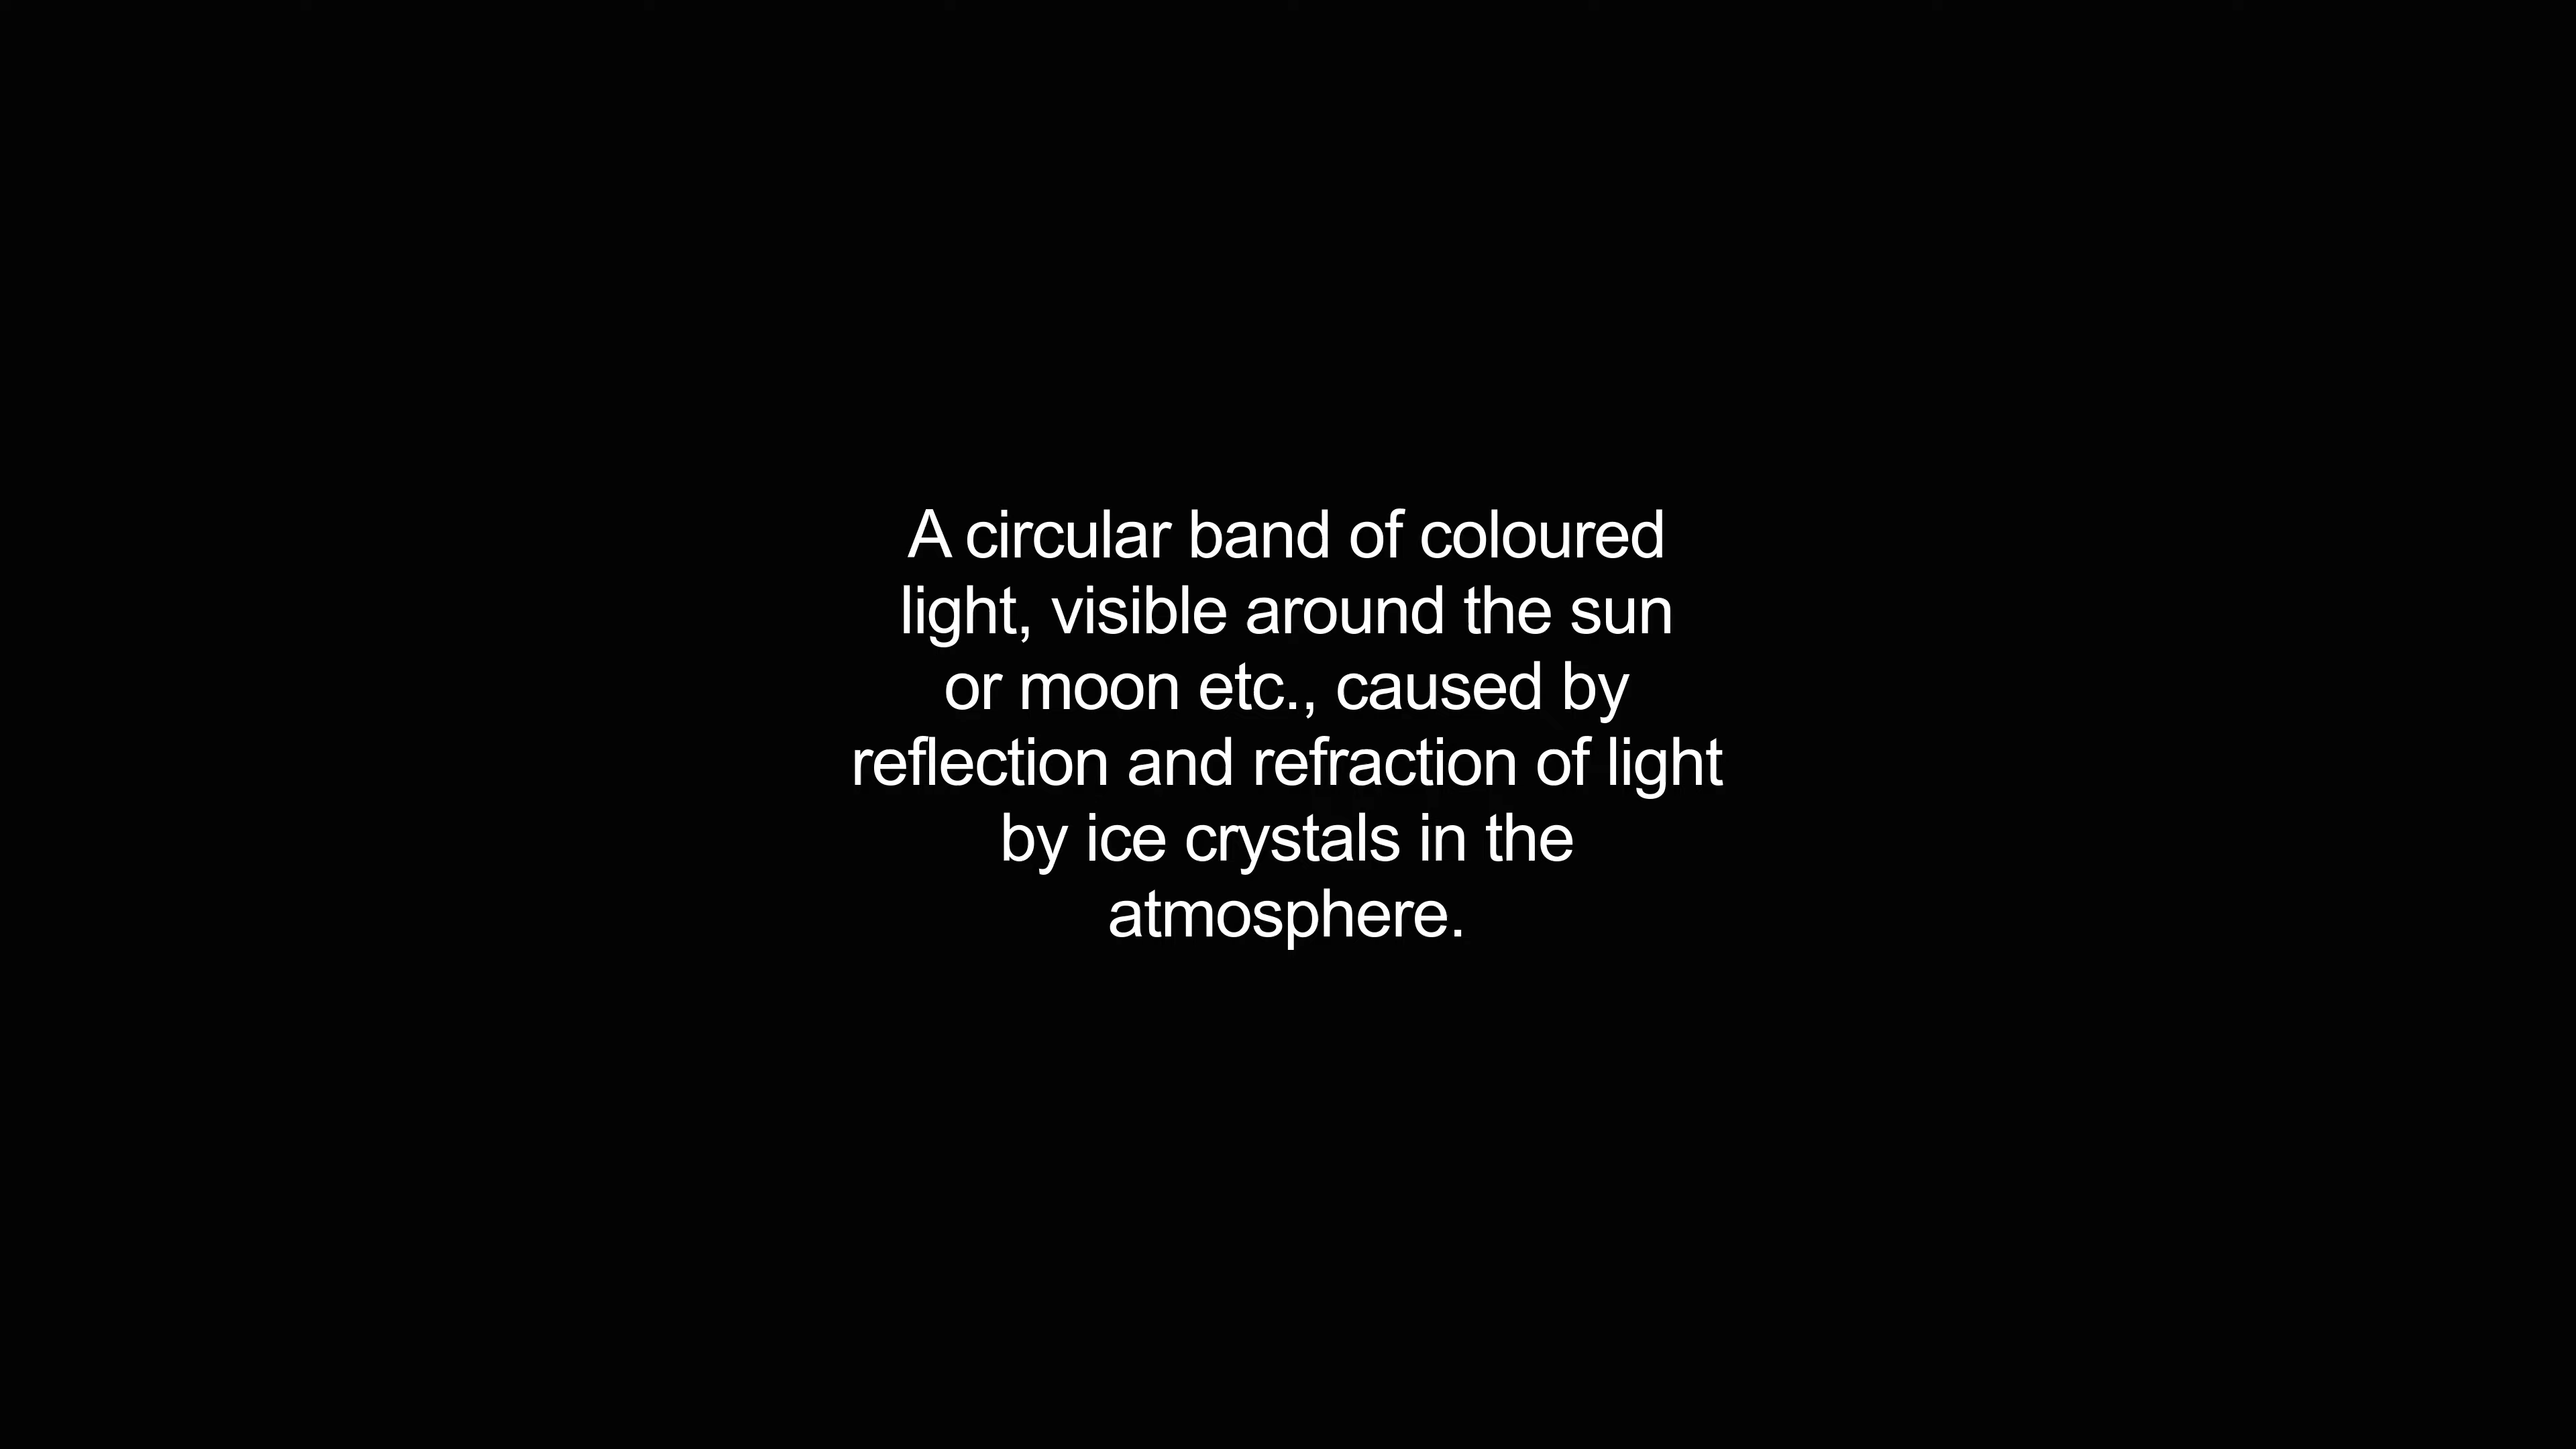 A circular band of coloured
light, visible around the sun
or moon etc., caused by
reflection and refraction of light
by ice crystals in the
atmosphere.